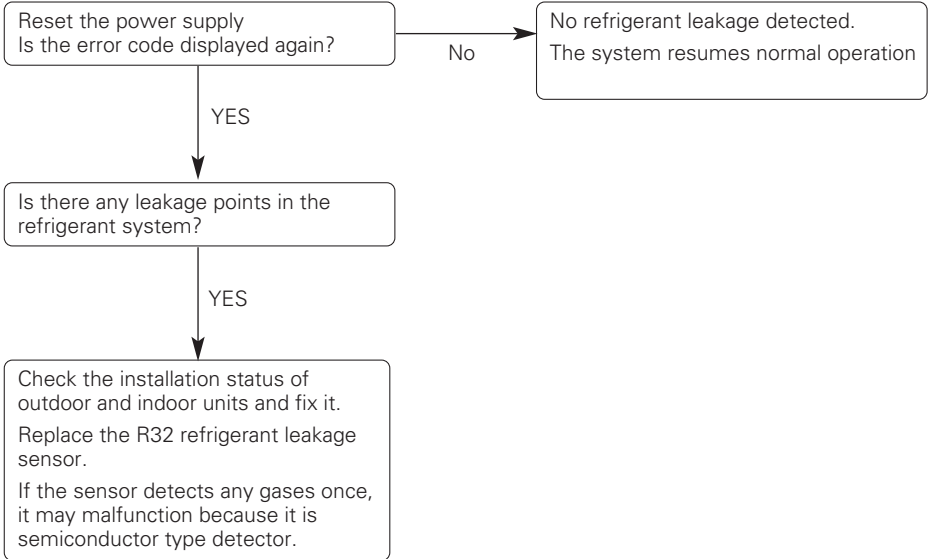 Reset the power supply
Is the error code displayed again?
No
No refrigerant leakage detected.
The system resumes normal operation
YES
Is there any leakage points in the
refrigerant system?
YES
Check the installation status of
outdoor and indoor units and fix it.
Replace the R32 refrigerant leakage
sensor.
If the sensor detects any gases once,
it may malfunction because it is
semiconductor type detector.